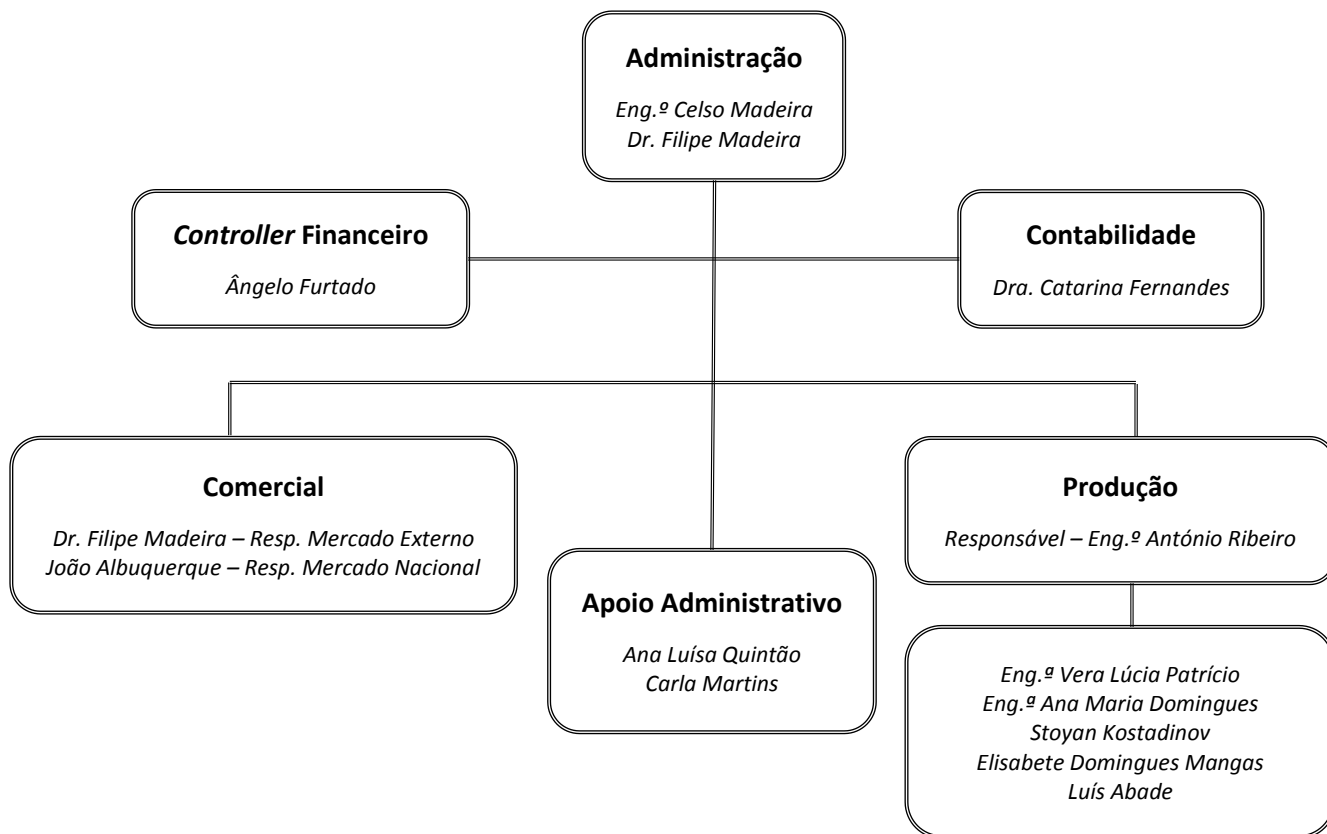 Administração
Eng.º Celso Madeira
Dr. Filipe Madeira
Controller Financeiro
Ângelo Furtado
Contabilidade
Dra. Catarina Fernandes
Comercial
Dr. Filipe Madeira – Resp. Mercado Externo
João Albuquerque – Resp. Mercado Nacional
Produção
Responsável – Eng.º António Ribeiro
Apoio Administrativo
Ana Luísa Quintão
Carla Martins
Eng.ª Vera Lúcia Patrício
Eng.ª Ana Maria Domingues
Stoyan Kostadinov
Elisabete Domingues Mangas
Luís Abade